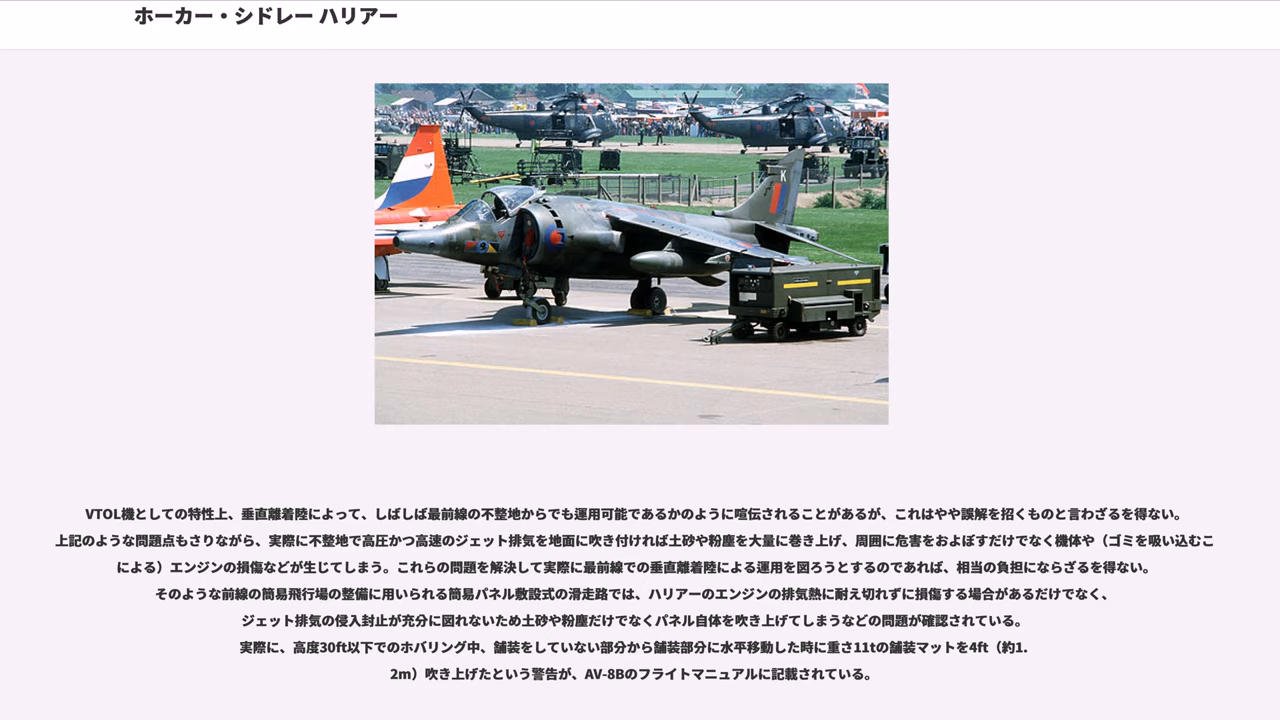 ホーカー・シドレー ハリアー
K
VTOL機としての特性上、垂直離着陸によって、しばしば最前線の不整地からでも運用可能であるかのように喧伝されることがあるが、これはやや誤解を招くものと言わざるを得ない。
上記のような問題点もさりながら、実際に不整地で高圧かつ高速のジェット排気を地面に吹き付ければ土砂や粉塵を大量に巻き上げ、周囲に危害をおよぼすだけでなく機体や（ゴミを吸い込むこ
による）エンジンの損傷などが生じてしまう。これらの問題を解決して実際に最前線での垂直離着陸による運用を図ろうとするのであれば、相当の負担にならざるを得ない。
そのような前線の簡易飛行場の整備に用いられる簡易パネル敷設式の滑走路では、ハリアーのエンジンの排気熱に耐え切れずに損傷する場合があるだけでなく、
ジェット排気の侵入封止が充分に図れないため土砂や粉塵だけでなくパネル自体を吹き上げてしまうなどの問題が確認されている。
実際に、高度30ft以下でのホバリング中、舗装をしていない部分から舗装部分に水平移動した時に重さ11tの舗装マットを4ft（約1.
2m）吹き上げたという警告が、AV-8Bのフライトマニュアルに記載されている。